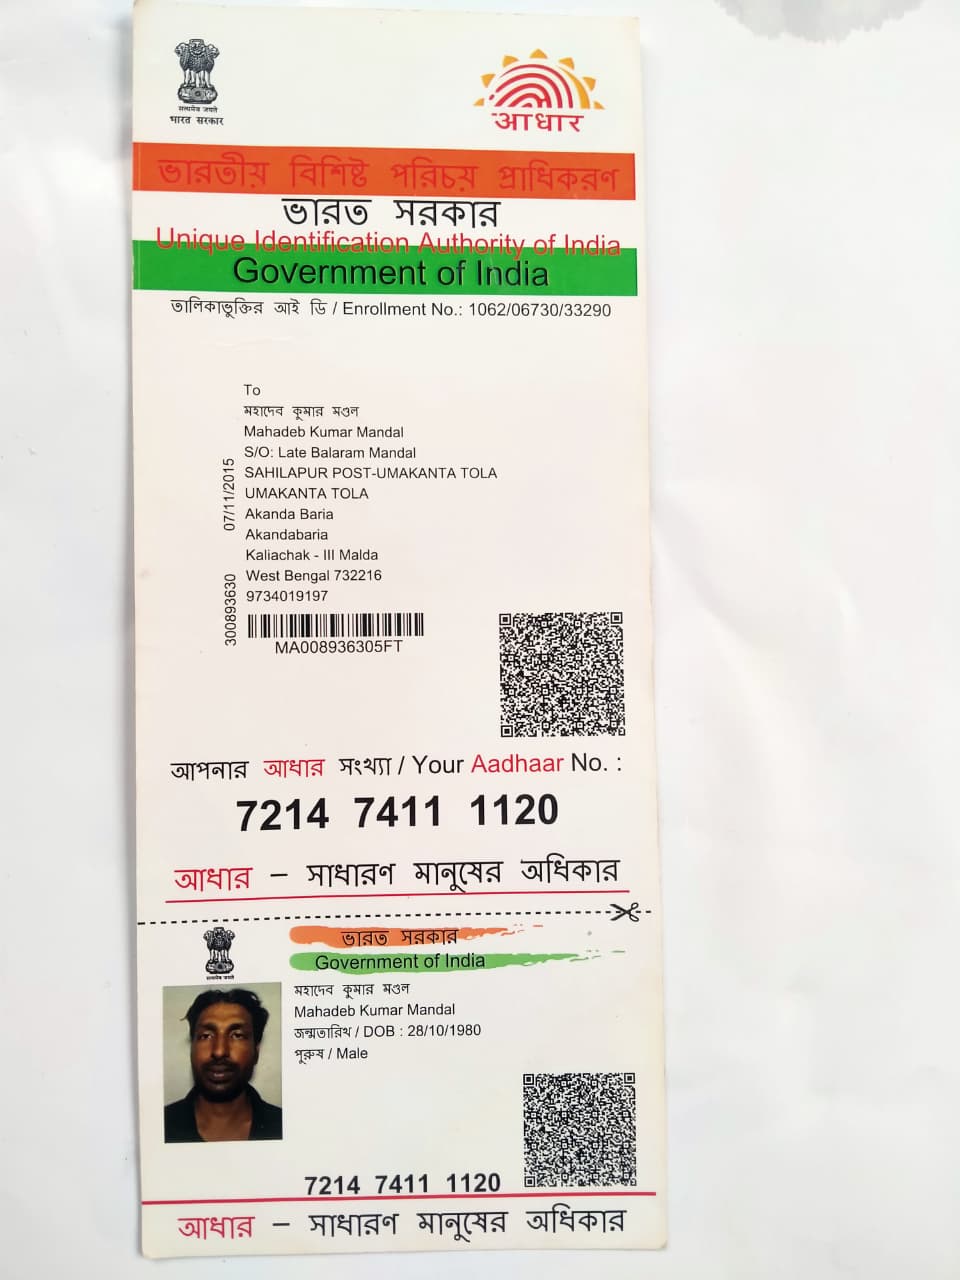 सत्यमेव जयते
भारत सरकार
आधार
ভারতীয় বিশিষ্ট পরিচয় প্রাধিকরণ
ভারত সরকার
Unique Identification Authority of India
Government of India
তালিকাভুক্তির আই ডি / Enrollment No.: 1062/06730/33290
To
মহাদেব কুমার মণ্ডল
Mahadeb Kumar Mandal
S/O: Late Balaram Mandal
SAHILAPUR POST-UMAKANTA TOLA
UMAKANTA TOLA
Akanda Baria
Akandabaria
Kaliachak - III Malda
West Bengal 732216
9734019197
07/11/2015
300893630
MA008936305FT
আপনার আধার সংখ্যা / Your Aadhaar No. :
7214 7411 1120
আধার – সাধারণ মানুষের অধিকার
सत्यमेव जयते
ভারত সরকার
Government of India
মহাদেব কুমার মণ্ডল
Mahadeb Kumar Mandal
জন্মতারিখ / DOB : 28/10/1980
পুরুষ / Male
7214 7411 1120
আধার – সাধারণ মানুষের অধিকার